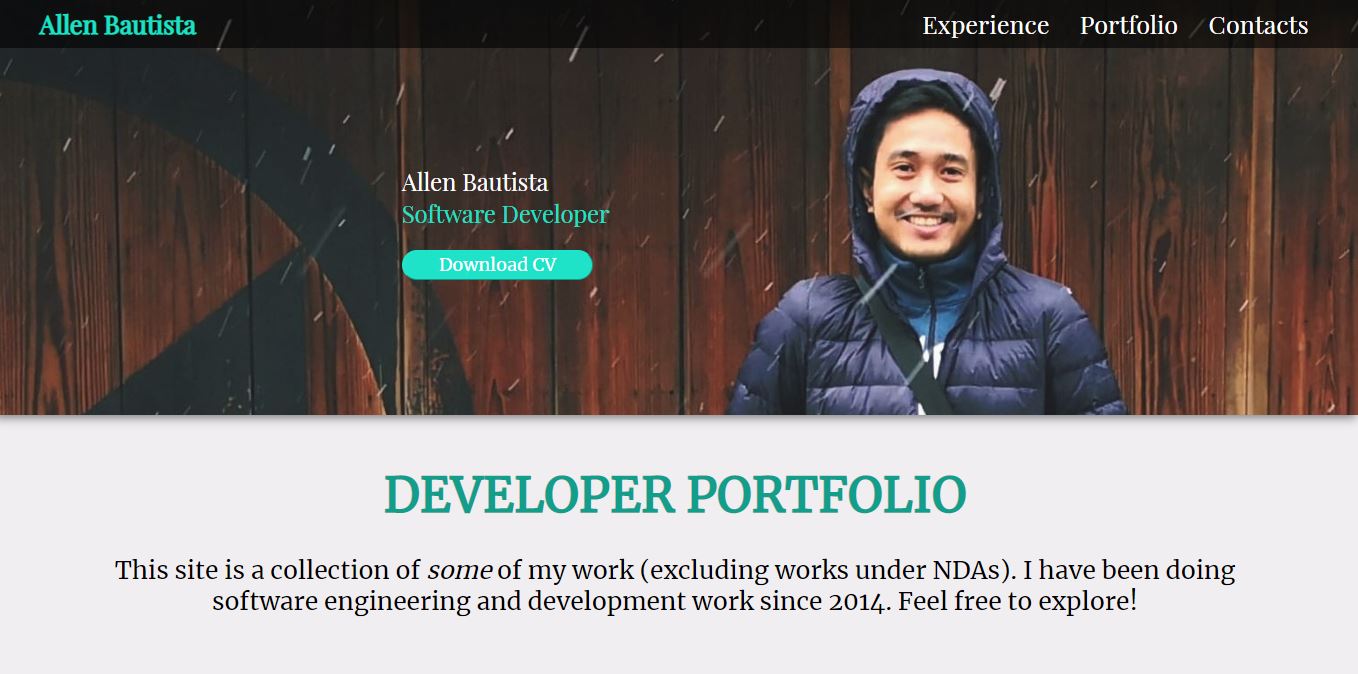 Allen Bautista
Experience Portfolio Contacts
Allen Bautista
Software Developer
Download CV
DEVELOPER PORTFOLIO
This site is a collection of some of my work (excluding works under NDAs). I have been doing
software engineering and development work since 2014. Feel free to explore!